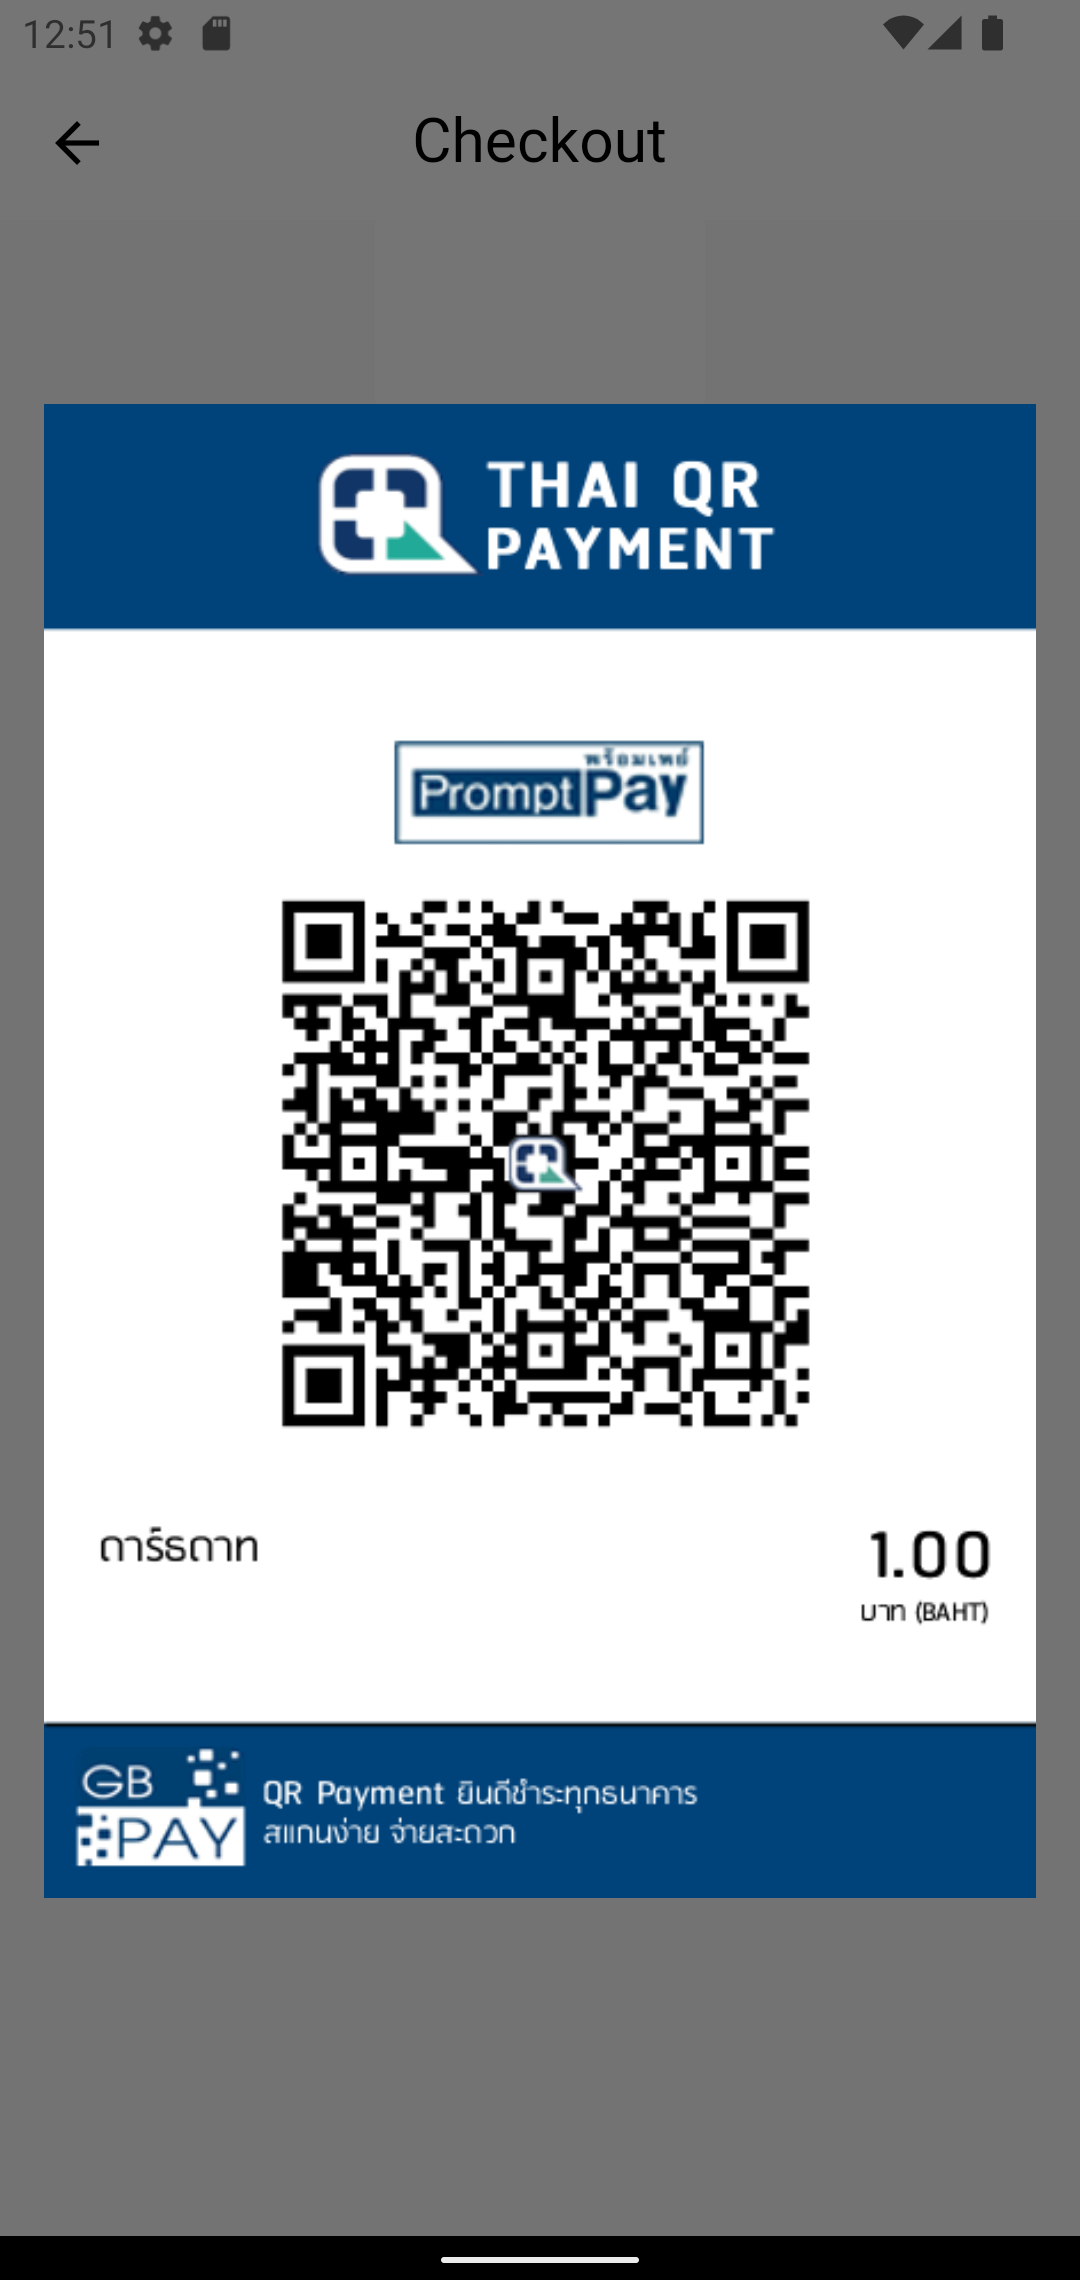 12:51
Checkout
THAI QR
PAYMENT
พร้อมเพย์
PromptPay
ดาร์ธดาท
1.00
บาท (BAHT)
GB
PAY
QR Payment ยินดีชำระทุกธนาคาร
สแกนง่าย จ่ายสะดวก